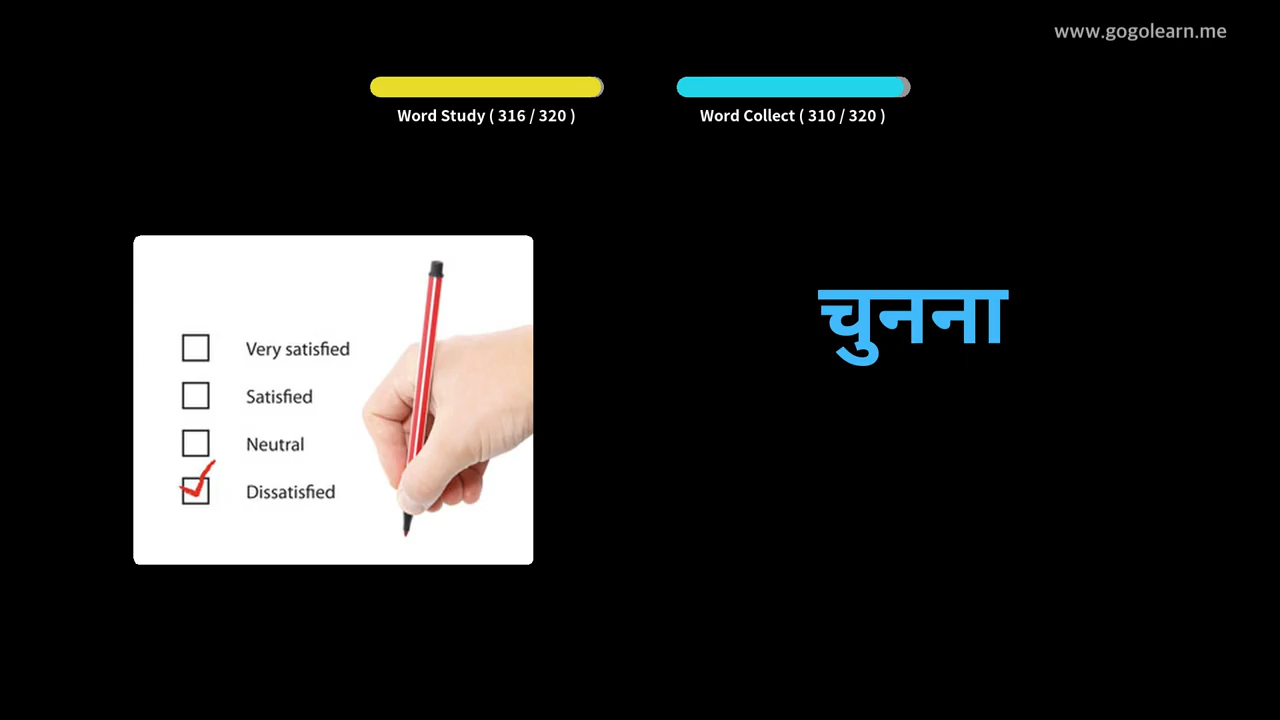 www.gogolearn.me
Word Study ( 316 / 320 )
Word Collect ( 310 / 320 )
Very satisfied
Satisfied
Neutral
Dissatisfied
चुनना